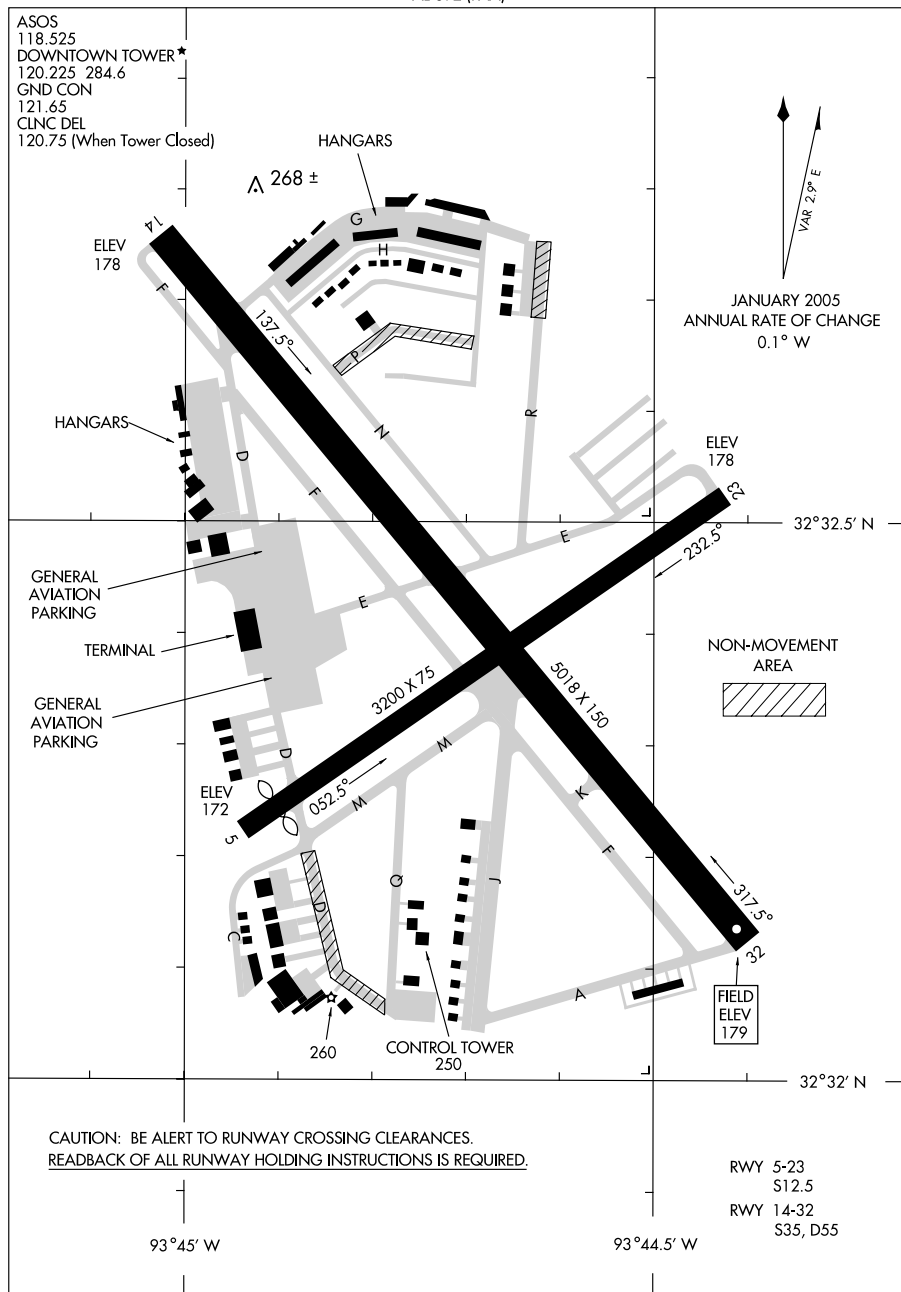 ASOS
118.525
DOWNTOWN TOWER
120.225 284.6
GND CON
121.65
CLNC DEL
120.75 (When Tower Closed)
HANGARS
268 ±
14
ELEV
178
G
H
F
137.5°
P
VAR 2.9° E
JANUARY 2005
ANNUAL RATE OF CHANGE
0.1° W
HANGARS
D
F
N
R
ELEV
178
23
E
232.5°
32°32.5' N
GENERAL
AVIATION
PARKING
E
TERMINAL
NON-MOVEMENT
AREA
3200 X 75
5018 X 150
GENERAL
AVIATION
PARKING
D
M
ELEV
172
052.5°
M
K
5
F
Q
J
D
C
317.5°
32
A
FIELD
ELEV
179
260
CONTROL TOWER
250
32°32' N
CAUTION: BE ALERT TO RUNWAY CROSSING CLEARANCES.
READBACK OF ALL RUNWAY HOLDING INSTRUCTIONS IS REQUIRED.
RWY 5-23
S12.5
RWY 14-32
S35, D55
93°45' W
93°44.5' W